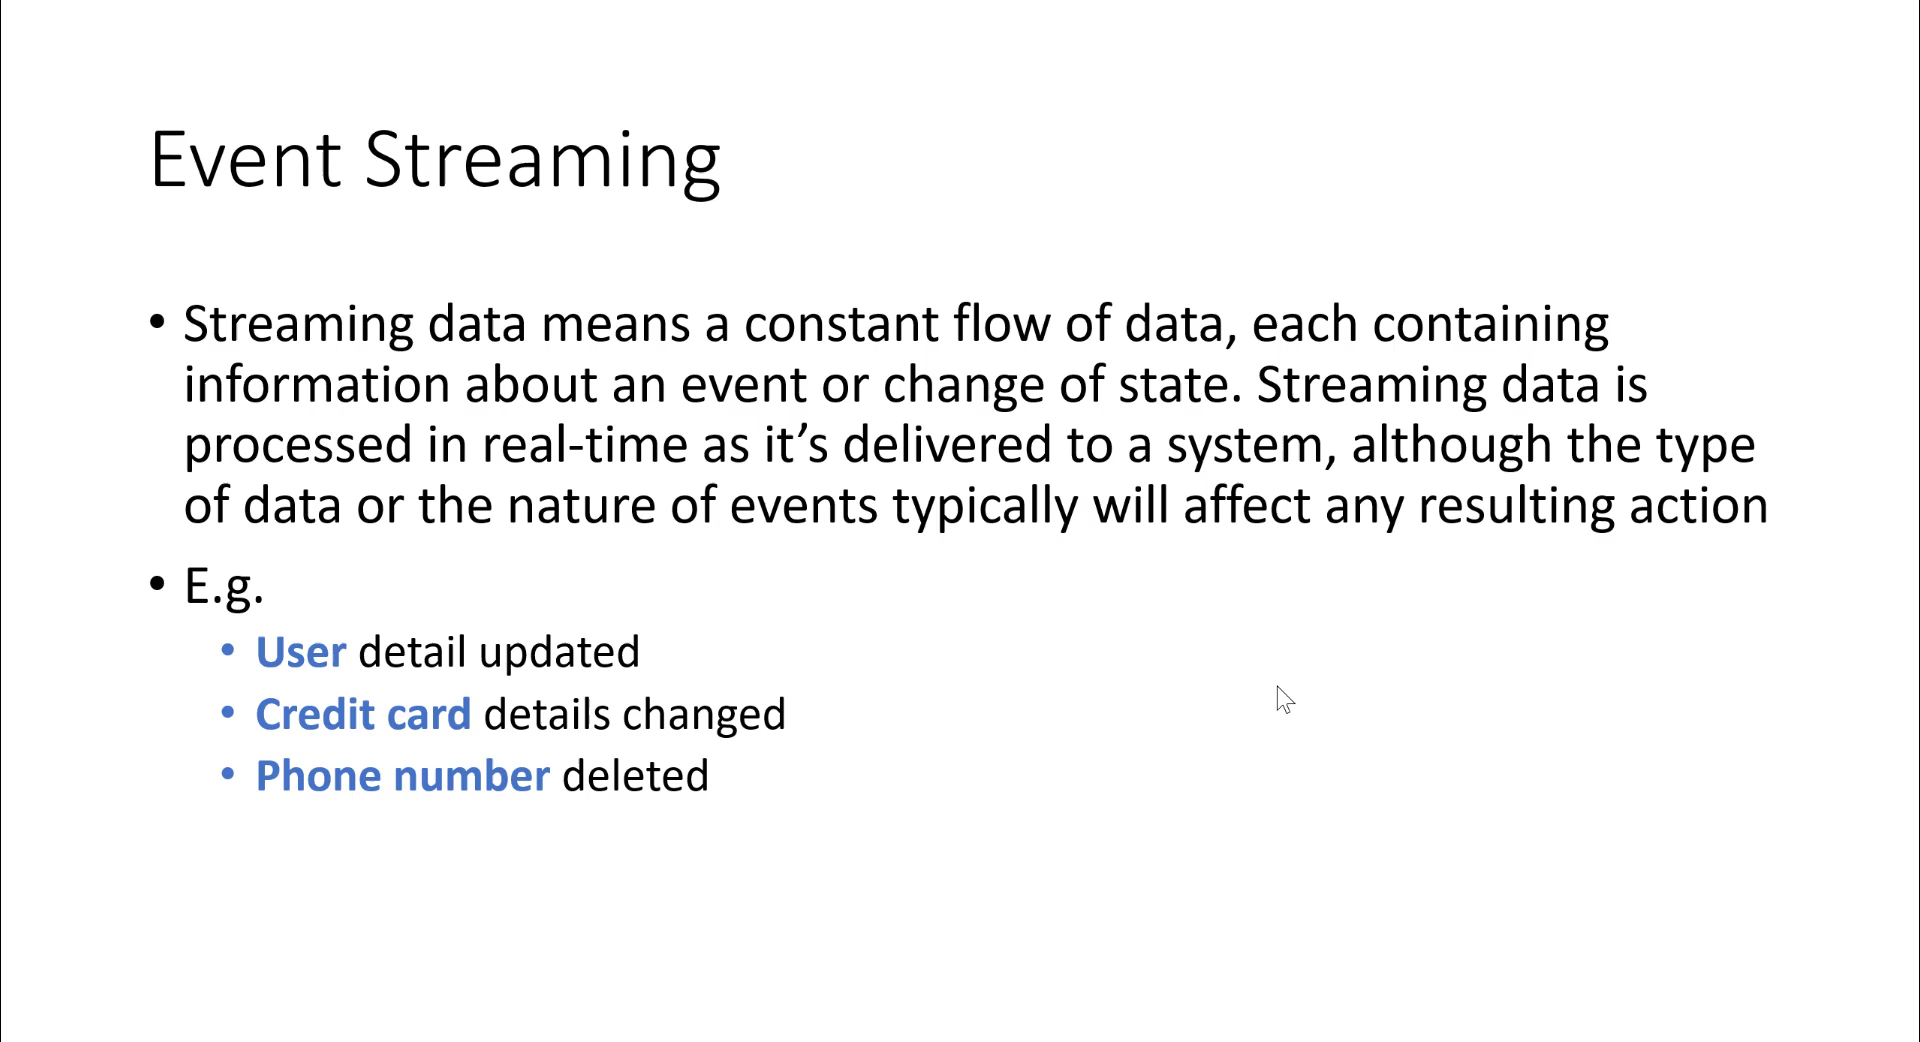 Event Streaming
• Streaming data means a constant flow of data, each containing
information about an event or change of state. Streaming data is
processed in real-time as it’s delivered to a system, although the type
of data or the nature of events typically will affect any resulting action
• E.g.
• User detail updated
• Credit card details changed
• Phone number deleted